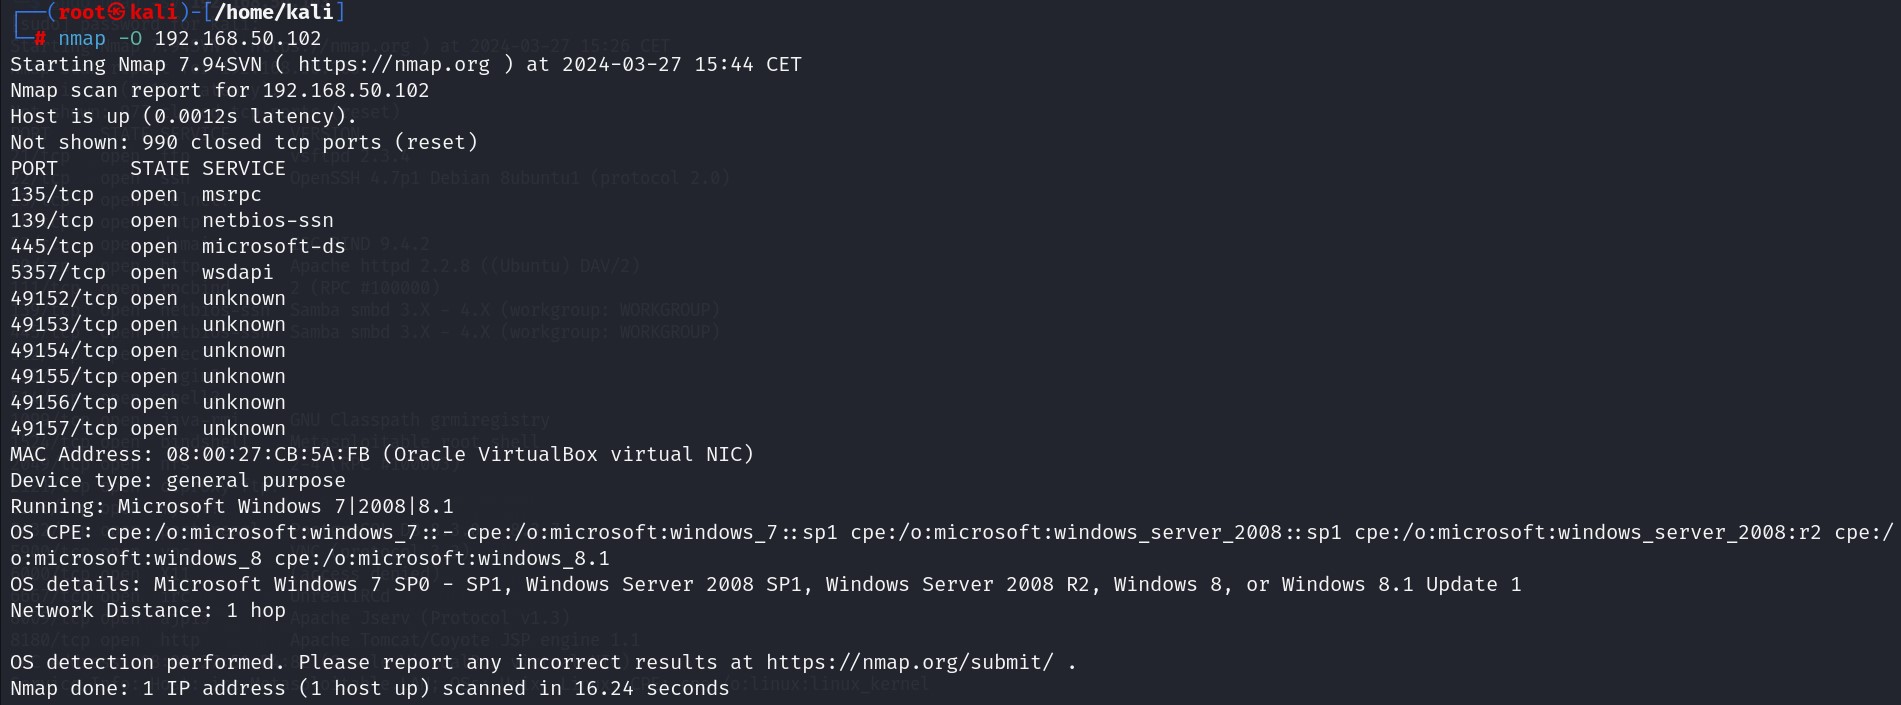 ┌──(root㉿kali)-[/home/kali]
└─# nmap -O 192.168.50.102
Starting Nmap 7.94SVN ( https://nmap.org ) at 2024-03-27 15:44 CET
Nmap scan report for 192.168.50.102
Host is up (0.0012s latency).
Not shown: 990 closed tcp ports (reset)
PORT      STATE SERVICE
135/tcp   open  msrpc
139/tcp   open  netbios-ssn
445/tcp   open  microsoft-ds
5357/tcp  open  wsdapi
49152/tcp open  unknown
49153/tcp open  unknown
49154/tcp open  unknown
49155/tcp open  unknown
49156/tcp open  unknown
49157/tcp open  unknown
MAC Address: 08:00:27:CB:5A:FB (Oracle VirtualBox virtual NIC)
Device type: general purpose
Running: Microsoft Windows 7|2008|8.1
OS CPE: cpe:/o:microsoft:windows_7::- cpe:/o:microsoft:windows_7::sp1 cpe:/o:microsoft:windows_server_2008::sp1 cpe:/o:microsoft:windows_server_2008:r2 cpe:/
o:microsoft:windows_8 cpe:/o:microsoft:windows_8.1
OS details: Microsoft Windows 7 SP0 - SP1, Windows Server 2008 SP1, Windows Server 2008 R2, Windows 8, or Windows 8.1 Update 1
Network Distance: 1 hop

OS detection performed. Please report any incorrect results at https://nmap.org/submit/ .
Nmap done: 1 IP address (1 host up) scanned in 16.24 seconds